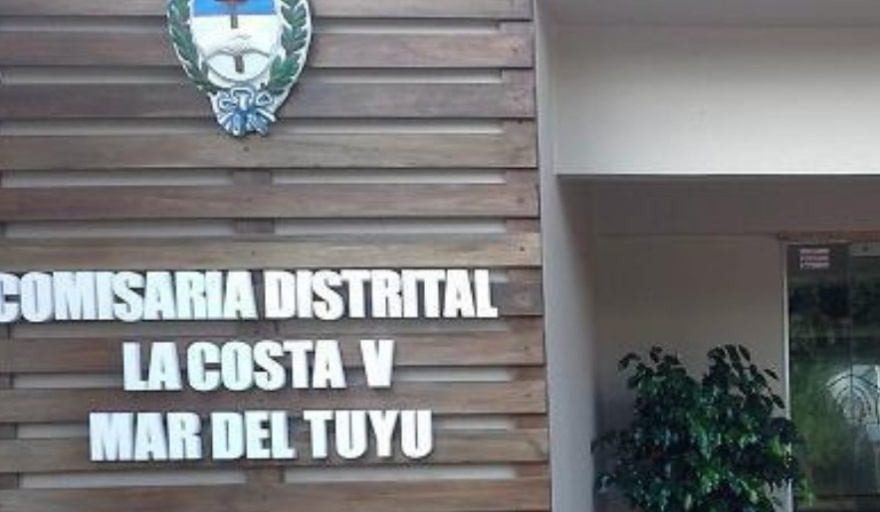 COMISARIA DISTRITAL
LA COSTA V
MAR DEL TUYU